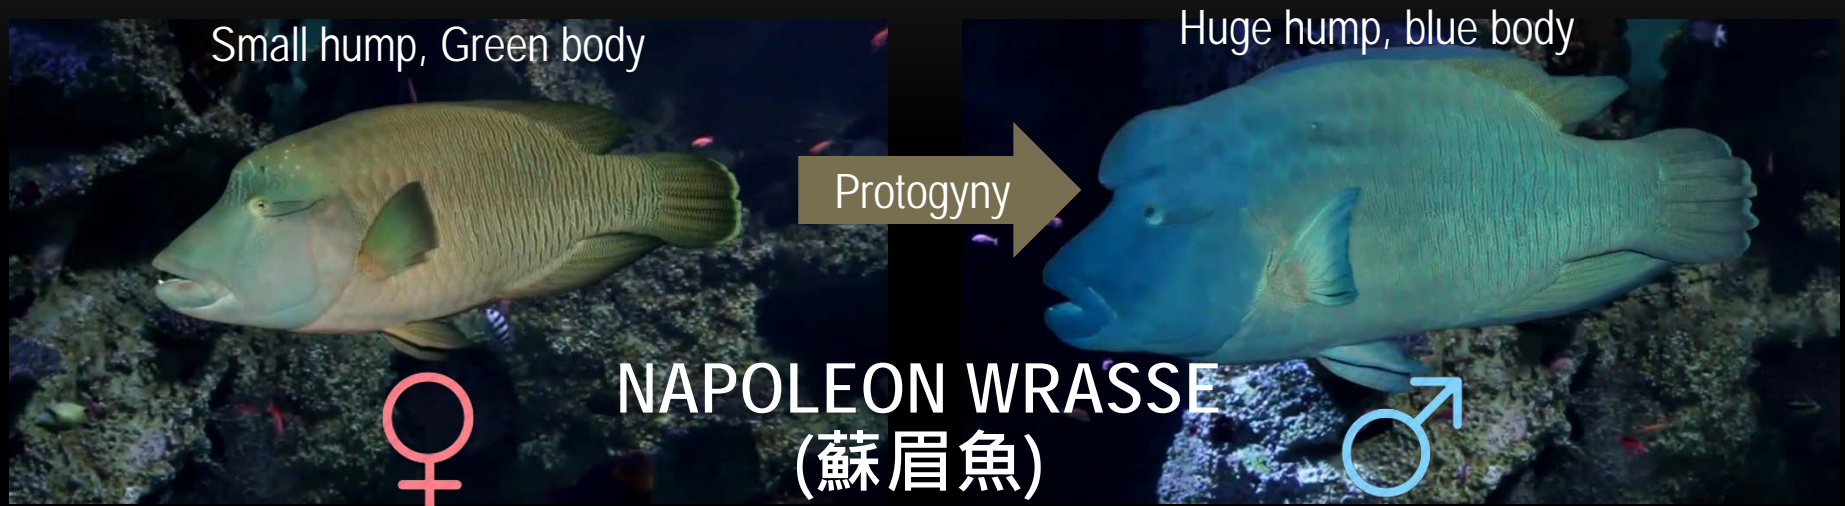 Small hump, Green body
Huge hump, blue body
Protogyny
NAPOLEON WRASSE
(蘇眉魚)